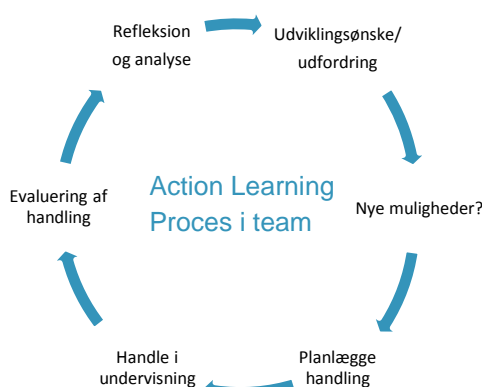 Refleksion
og analyse
Udviklingsønske/
udfordring
Nye muligheder?
Planlægge
handling
Handle i
undervisning
Evaluering af
handling
Action Learning
Proces i team